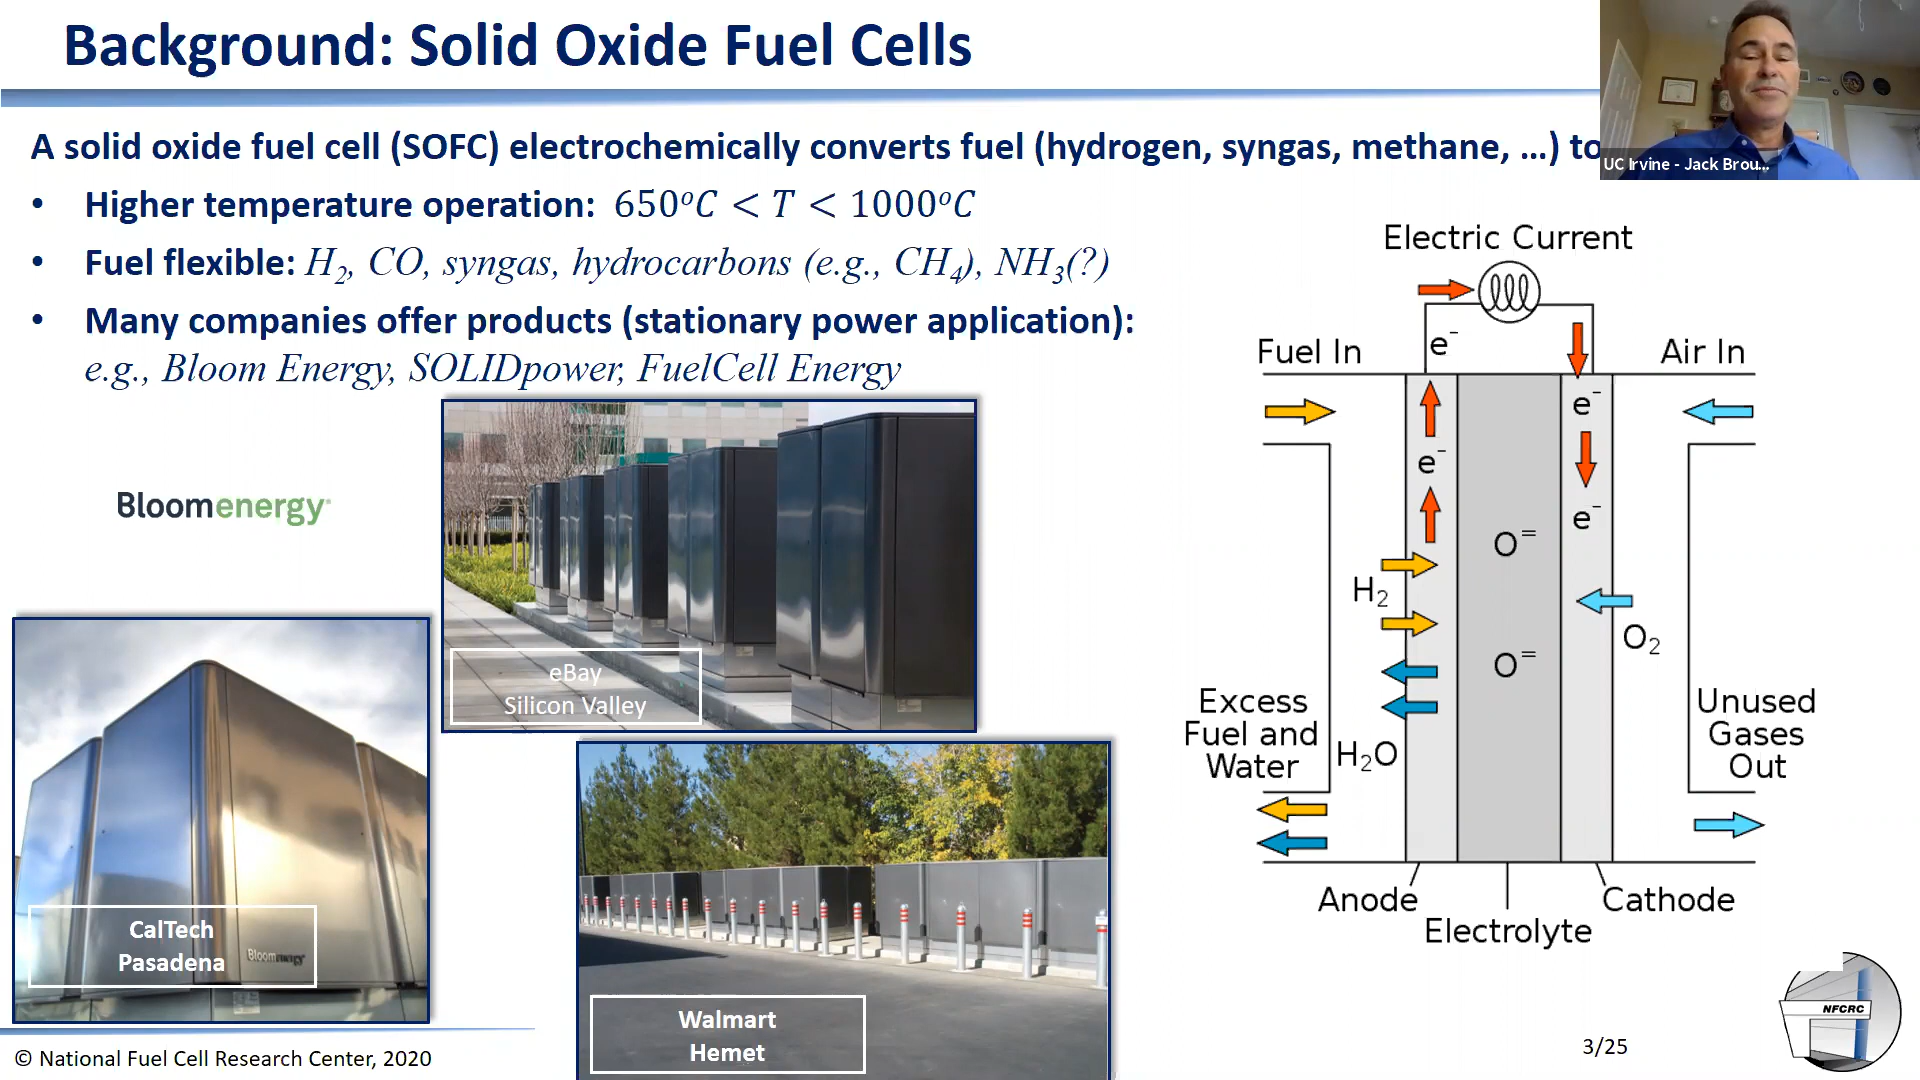 Background: Solid Oxide Fuel Cells
UC Irvine - Jack Brou...
A solid oxide fuel cell (SOFC) electrochemically converts fuel (hydrogen, syngas, methane, ...) to
• Higher temperature operation: 650°C < T < 1000°C
• Fuel flexible: H₂, CO, syngas, hydrocarbons (e.g., CH₄), NH₃(?)
• Many companies offer products (stationary power application):
e.g., Bloom Energy, SOLIDpower, FuelCell Energy
Bloomenergy®
eBay
Silicon Valley
CalTech
Pasadena
Bloomenergy
Walmart
Hemet
Electric Current
e⁻
Fuel In
Air In
e⁻
e⁻
e⁻
O⁼
H₂
O₂
O⁼
Excess
Fuel and
Water
H₂O
Unused
Gases
Out
Anode
Cathode
Electrolyte
NFCRC
© National Fuel Cell Research Center, 2020
3/25